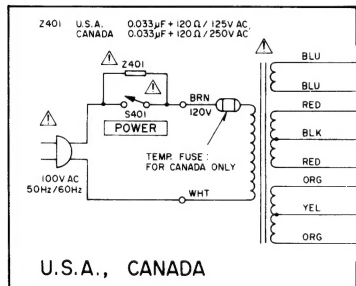 Z401 U.S.A. 0.033μF + 120Ω / 125V AC
CANADA 0.033μF + 120Ω / 250V AC
Z401
S401
POWER
BRN
120V
TEMP. FUSE :
FOR CANADA ONLY
100V AC
50Hz/60Hz
WHT
BLU
BLU
RED
BLK
RED
ORG
YEL
ORG
U.S.A., CANADA